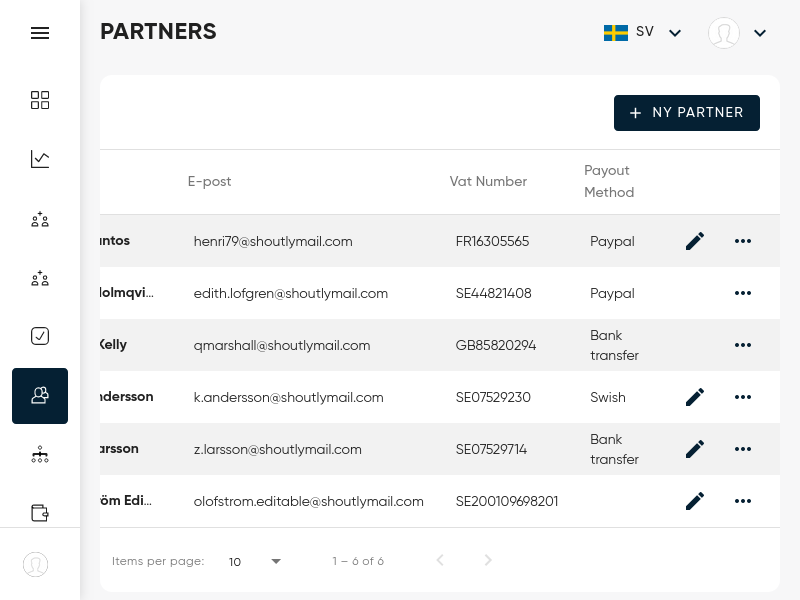 PARTNERS
SV
NY PARTNER
E-post
Vat Number
Payout
Method
henri79@shoutlymail.com
FR16305565
Paypal
edith.lofgren@shoutlymail.com
SE44821408
Paypal
Kelly
qmarshall@shoutlymail.com
GB85820294
Bank
transfer
ndersson
k.andersson@shoutlymail.com
SE07529230
Swish
arsson
z.larsson@shoutlymail.com
SE07529714
Bank
transfer
öm Edi...
olofstrom.editable@shoutlymail.com
SE200109698201
Items per page:
10
1 – 6 of 6